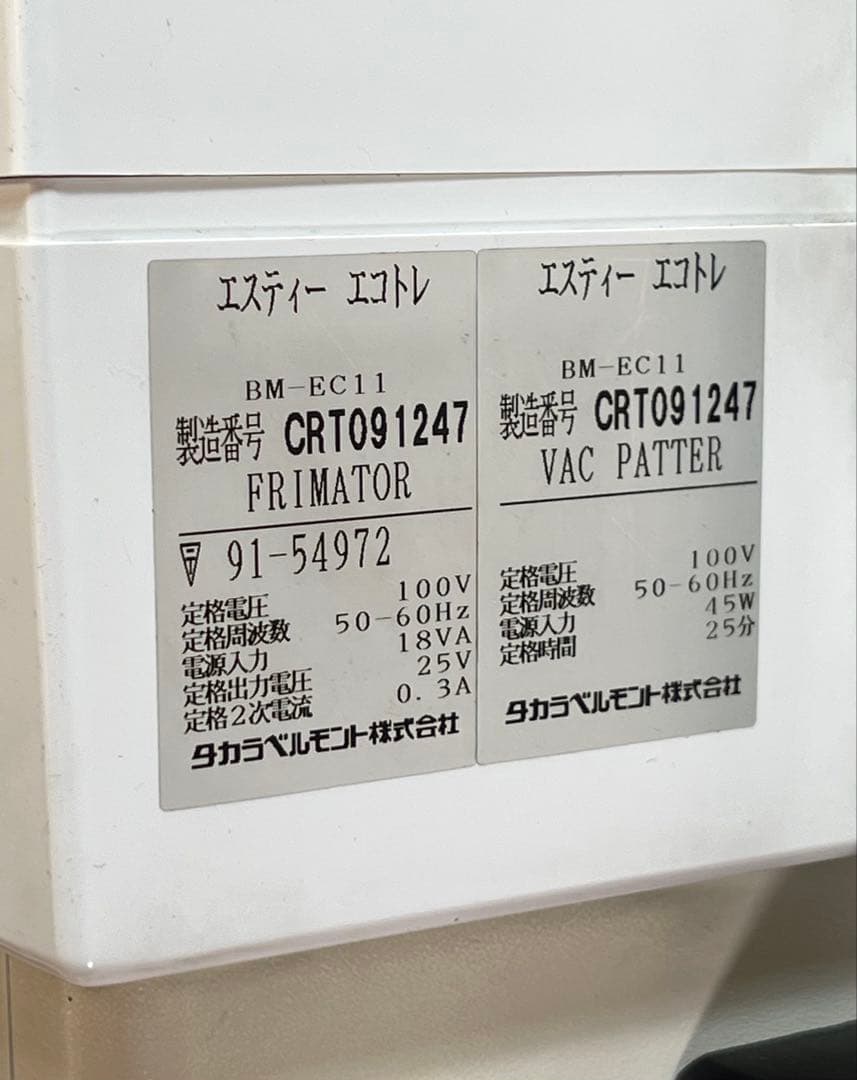 エスティー エコトレ
BM-EC11
製造番号 CRT091247
FRIMATOR
91-54972
定格電圧 100V
定格周波数 50-60Hz
電源入力 18VA
定格出力電圧 25V
定格2次電流 0.3A
タカラベルモント株式会社
エスティー エコトレ
BM-EC11
製造番号 CRT091247
VAC PATTER
定格電圧 100V
定格周波数 50-60Hz
電源入力 45W
定格時間 25分
タカラベルモント株式会社